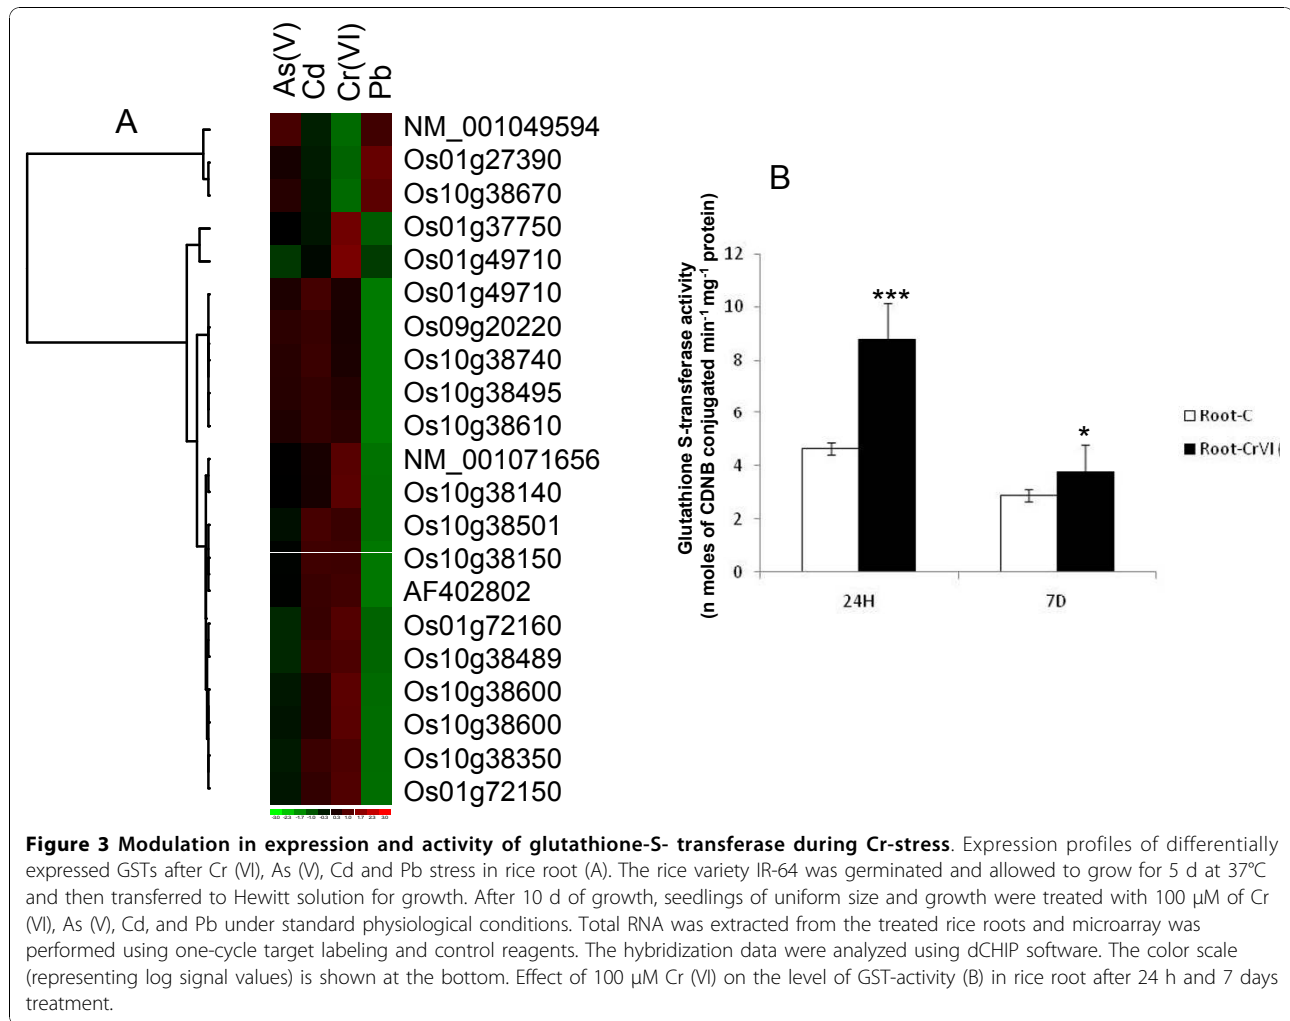 As(V)
Cd
Cr(VI)
Pb
A
NM_001049594
Os01g27390
Os10g38670
Os01g37750
Os01g49710
Os01g49710
Os09g20220
Os10g38740
Os10g38495
Os10g38610
NM_001071656
Os10g38140
Os10g38501
Os10g38150
AF402802
Os01g72160
Os10g38489
Os10g38600
Os10g38600
Os10g38350
Os01g72150
B
Glutathione S-transferase activity
(n moles of CDNB conjugated min⁻¹ mg⁻¹ protein)
12
10
8
6
4
2
0
***
*
24H
7D
Root-C
Root-CrVI (
Figure 3 Modulation in expression and activity of glutathione-S- transferase during Cr-stress. Expression profiles of differentially
expressed GSTs after Cr (VI), As (V), Cd and Pb stress in rice root (A). The rice variety IR-64 was germinated and allowed to grow for 5 d at 37°C
and then transferred to Hewitt solution for growth. After 10 d of growth, seedlings of uniform size and growth were treated with 100 μM of Cr
(VI), As (V), Cd, and Pb under standard physiological conditions. Total RNA was extracted from the treated rice roots and microarray was
performed using one-cycle target labeling and control reagents. The hybridization data were analyzed using dCHIP software. The color scale
(representing log signal values) is shown at the bottom. Effect of 100 μM Cr (VI) on the level of GST-activity (B) in rice root after 24 h and 7 days
treatment.